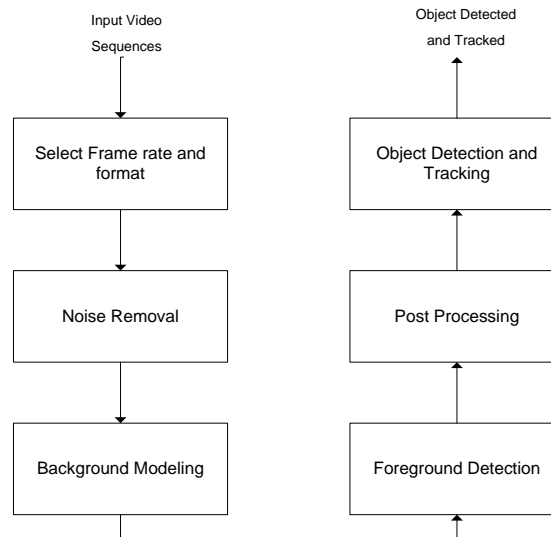 Input Video
Sequences
Select Frame rate and
format
Noise Removal
Background Modeling
Object Detected
and Tracked
Object Detection and
Tracking
Post Processing
Foreground Detection